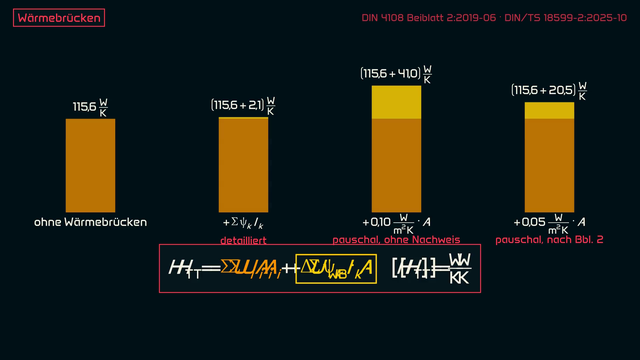 Wärmebrücken
DIN 4108 Beiblatt 2:2019-06 · DIN/TS 18599-2:2025-10
115,6 W/K
(115,6 + 2,1) W/K
(115,6 + 41,0) W/K
(115,6 + 20,5) W/K
ohne Wärmebrücken
+ Σ ψk lk
+ 0,10 W/m²K · A
+ 0,05 W/m²K · A
detailliert
pauschal, ohne Nachweis
pauschal, nach Bbl. 2